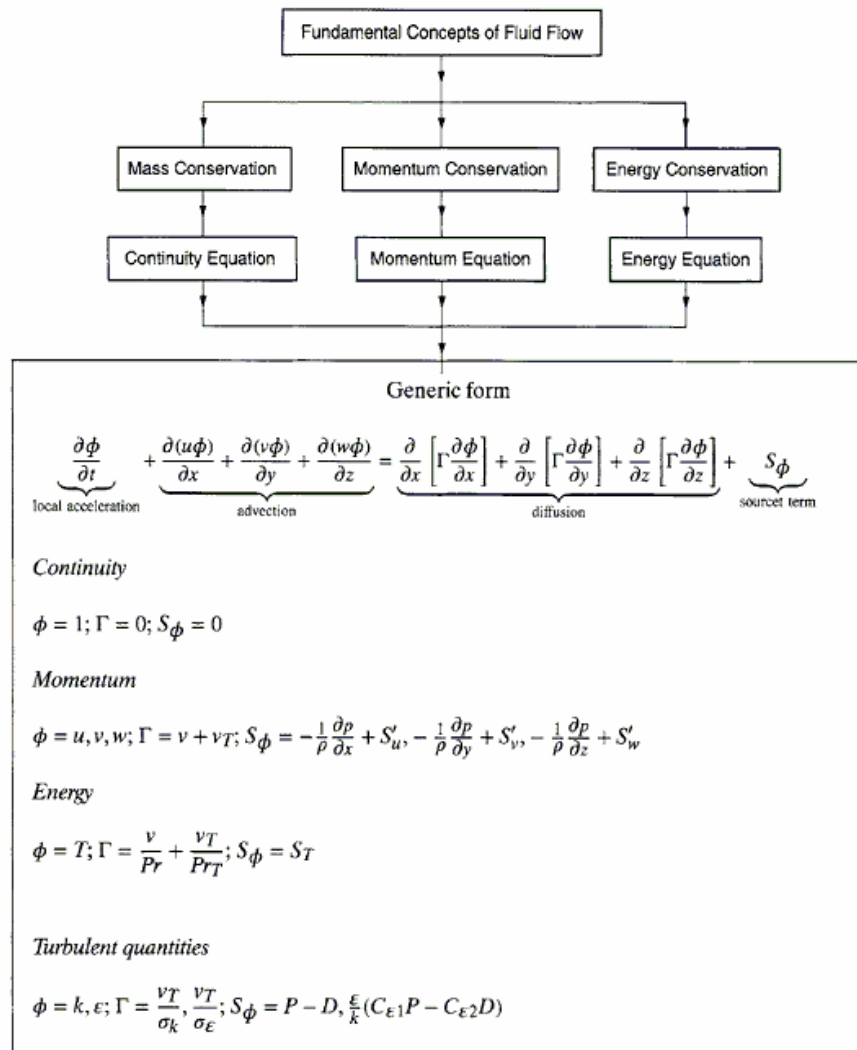 Fundamental Concepts of Fluid Flow
Mass Conservation
Momentum Conservation
Energy Conservation
Continuity Equation
Momentum Equation
Energy Equation
Generic form
∂ϕ/∂t + ∂(uϕ)/∂x + ∂(vϕ)/∂y + ∂(wϕ)/∂z = ∂/∂x [Γ ∂ϕ/∂x] + ∂/∂y [Γ ∂ϕ/∂y] + ∂/∂z [Γ ∂ϕ/∂z] + S_ϕ
local acceleration advection diffusion sourcet term
Continuity
ϕ = 1; Γ = 0; S_ϕ = 0
Momentum
ϕ = u, v, w; Γ = ν + ν_T; S_ϕ = −1/ρ ∂p/∂x + S′_u, −1/ρ ∂p/∂y + S′_v, −1/ρ ∂p/∂z + S′_w
Energy
ϕ = T; Γ = ν/Pr + ν_T/Pr_T; S_ϕ = S_T
Turbulent quantities
ϕ = k, ε; Γ = ν_T/σ_k, ν_T/σ_ε; S_ϕ = P − D, ε/k (C_ε1 P − C_ε2 D)